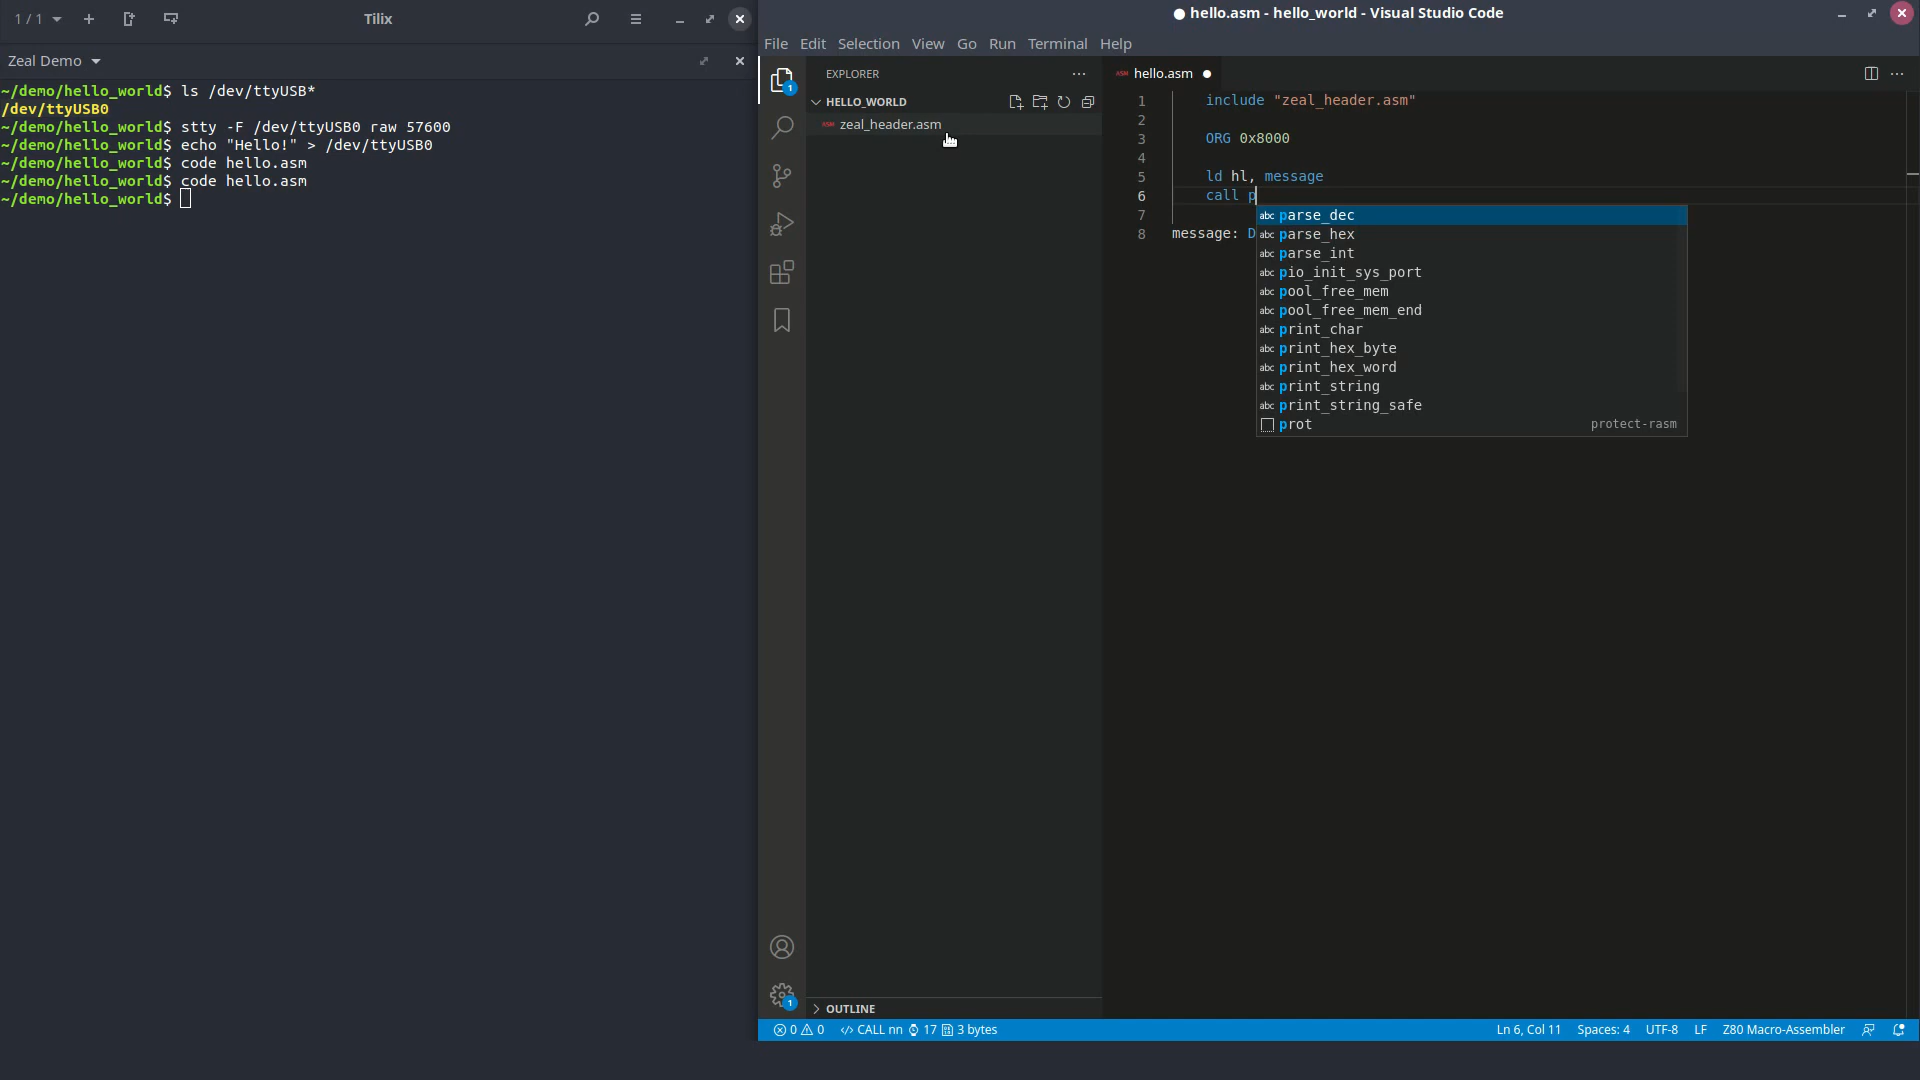 1 / 1
Tilix
Zeal Demo
~/demo/hello_world$ ls /dev/ttyUSB*
/dev/ttyUSB0
~/demo/hello_world$ stty -F /dev/ttyUSB0 raw 57600
~/demo/hello_world$ echo "Hello!" > /dev/ttyUSB0
~/demo/hello_world$ code hello.asm
~/demo/hello_world$ code hello.asm
~/demo/hello_world$
● hello.asm - hello_world - Visual Studio Code
File Edit Selection View Go Run Terminal Help
1
1
EXPLORER
HELLO_WORLD
ASM zeal_header.asm
OUTLINE
ASM hello.asm ●
1 include "zeal_header.asm"
2
3 ORG 0x8000
4
5 ld hl, message
6 call p
7
8 message: D
abc parse_dec
abc parse_hex
abc parse_int
abc pio_init_sys_port
abc pool_free_mem
abc pool_free_mem_end
abc print_char
abc print_hex_byte
abc print_hex_word
abc print_string
abc print_string_safe
prot protect-rasm
0 0 CALL nn 17 3 bytes Ln 6, Col 11 Spaces: 4 UTF-8 LF Z80 Macro-Assembler